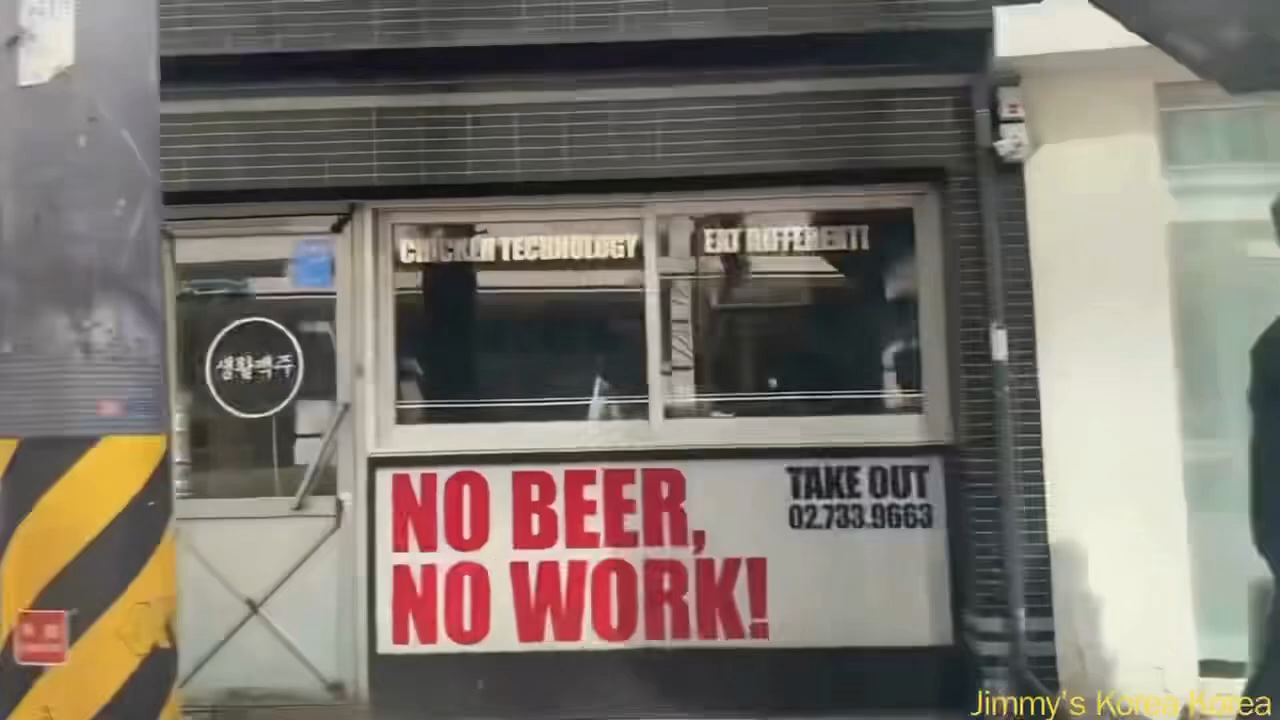 CHICKEN TECHNOLOGY
EAT DIFFERENT!
생활맥주
NO BEER,
NO WORK!
TAKE OUT
02.733.9663
Jimmy's Korea Korea